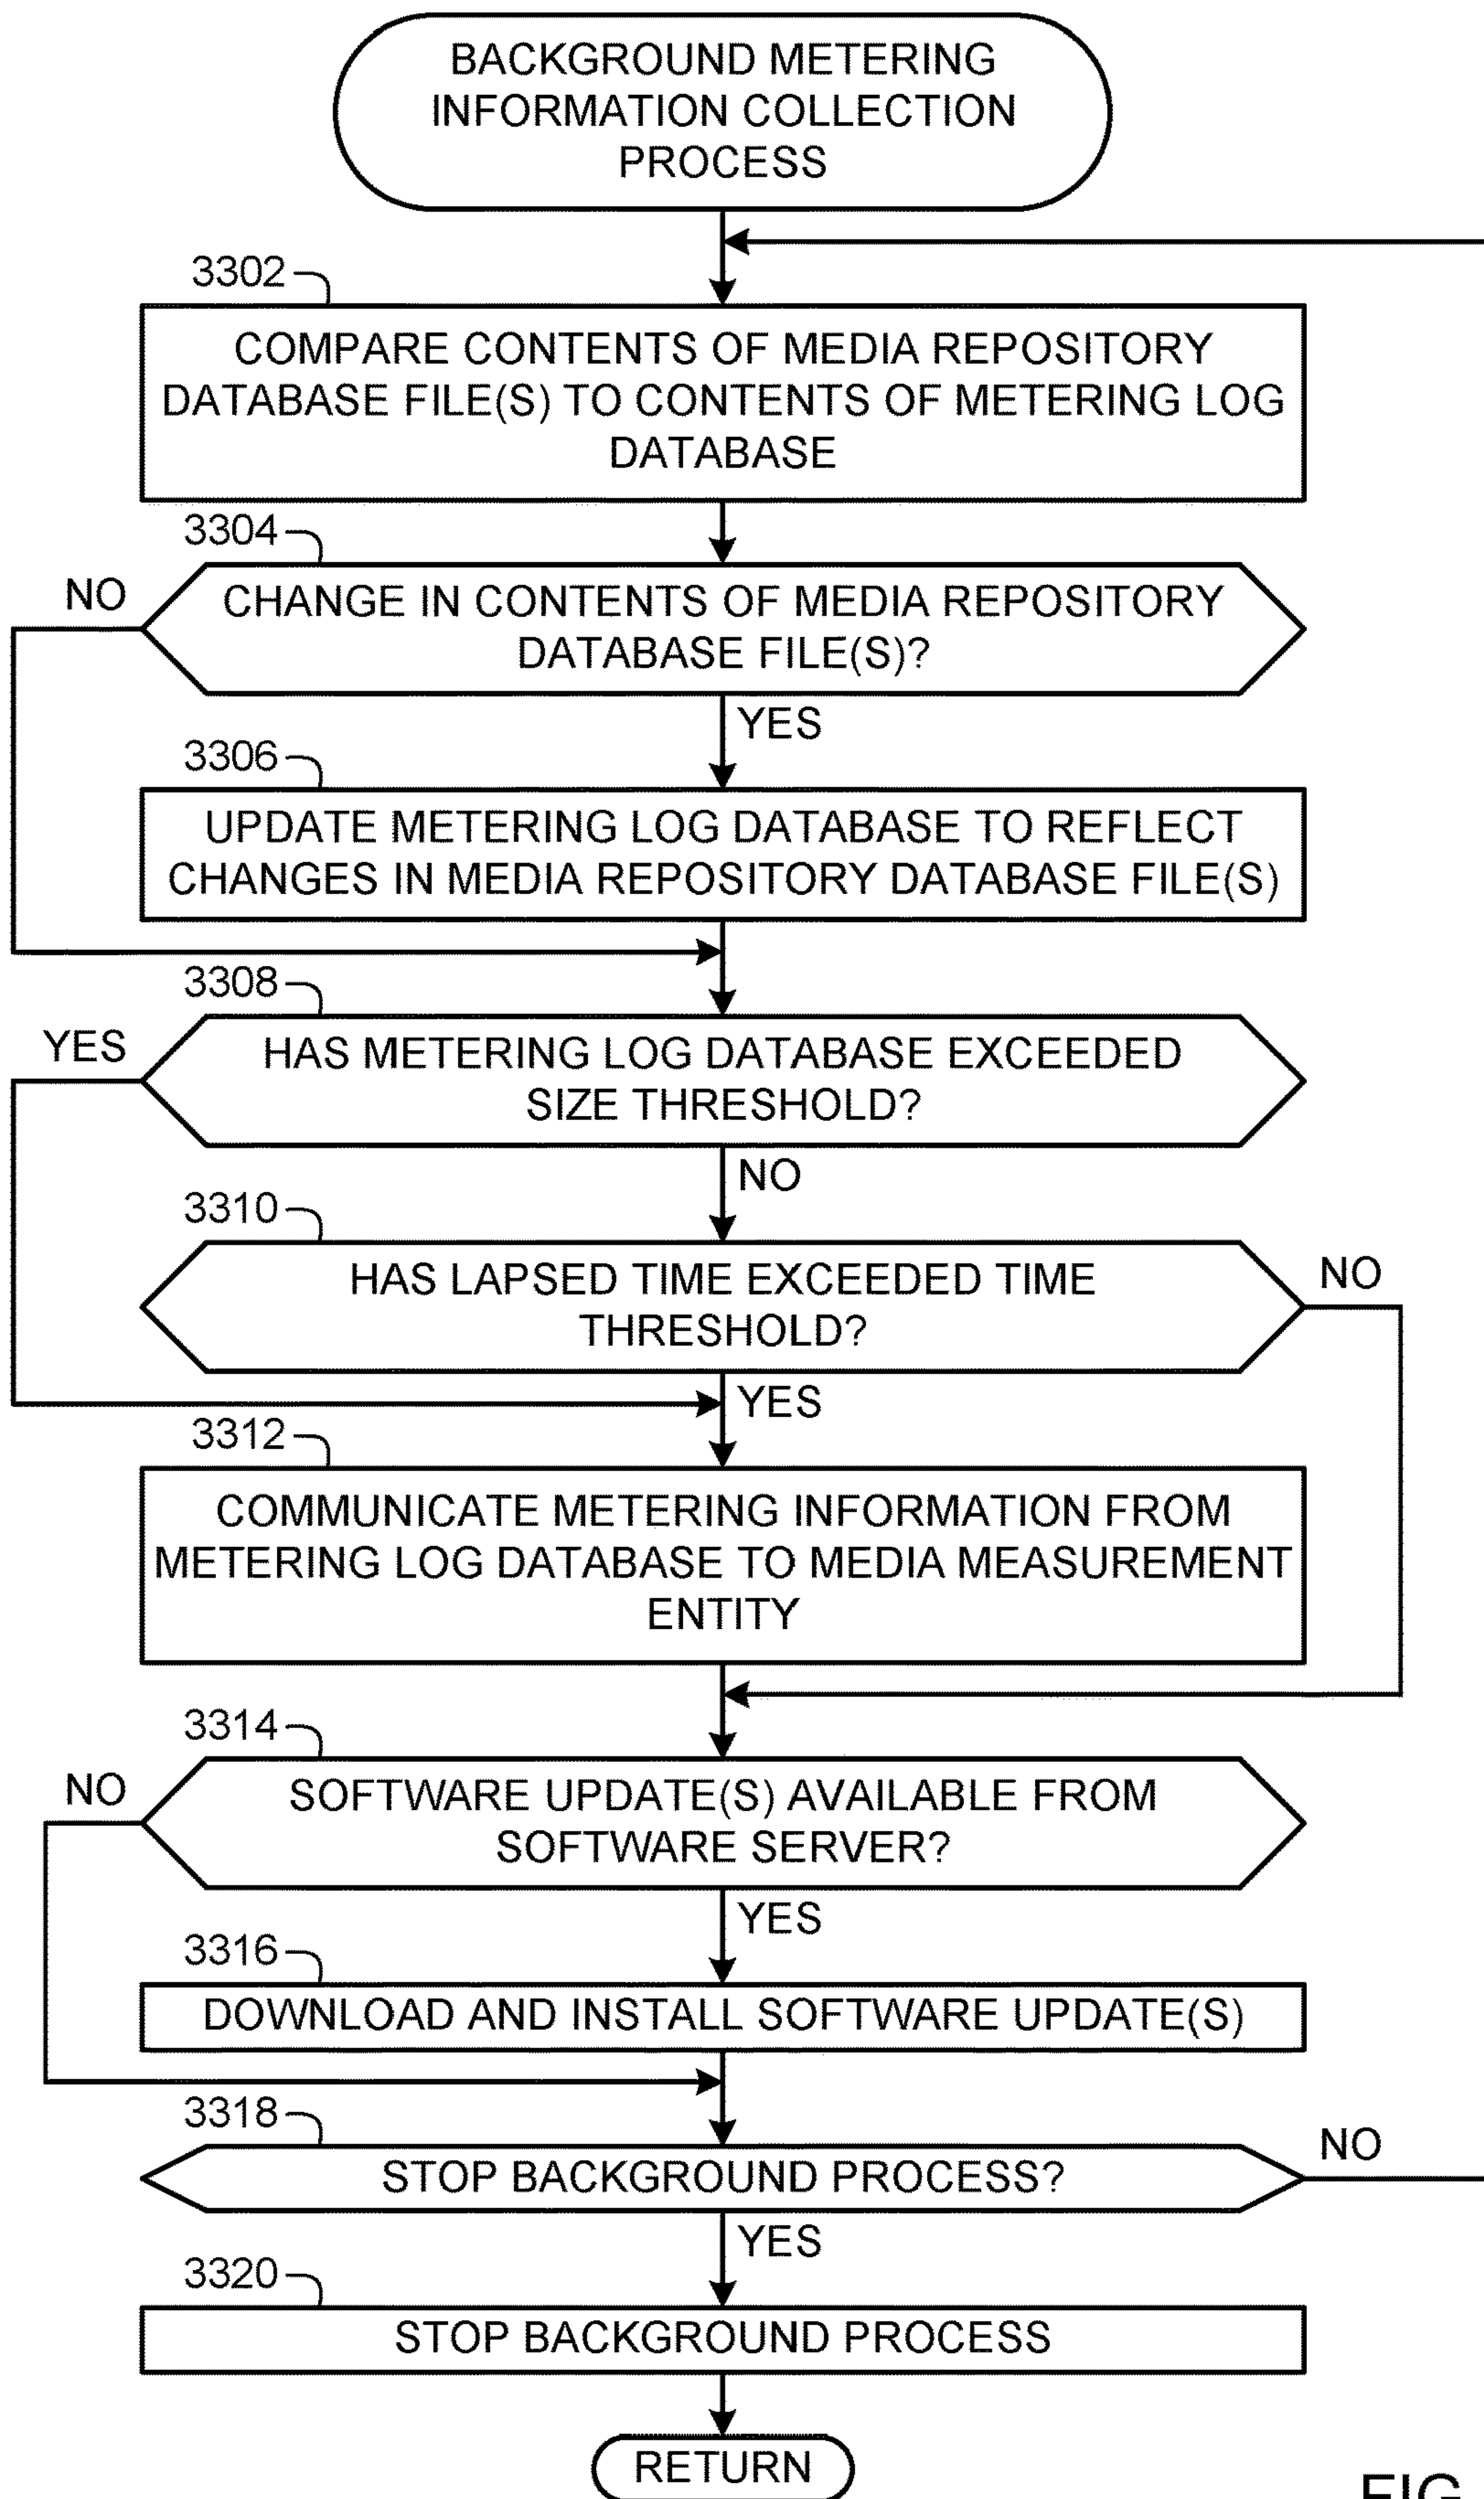 BACKGROUND METERING
INFORMATION COLLECTION
PROCESS
3302
COMPARE CONTENTS OF MEDIA REPOSITORY
DATABASE FILE(S) TO CONTENTS OF METERING LOG
DATABASE
3304
NO
CHANGE IN CONTENTS OF MEDIA REPOSITORY
DATABASE FILE(S)?
YES
3306
UPDATE METERING LOG DATABASE TO REFLECT
CHANGES IN MEDIA REPOSITORY DATABASE FILE(S)
3308
YES
HAS METERING LOG DATABASE EXCEEDED
SIZE THRESHOLD?
NO
3310
HAS LAPSED TIME EXCEEDED TIME
THRESHOLD?
NO
YES
3312
COMMUNICATE METERING INFORMATION FROM
METERING LOG DATABASE TO MEDIA MEASUREMENT
ENTITY
3314
NO
SOFTWARE UPDATE(S) AVAILABLE FROM
SOFTWARE SERVER?
YES
3316
DOWNLOAD AND INSTALL SOFTWARE UPDATE(S)
3318
STOP BACKGROUND PROCESS?
NO
YES
3320
STOP BACKGROUND PROCESS
RETURN